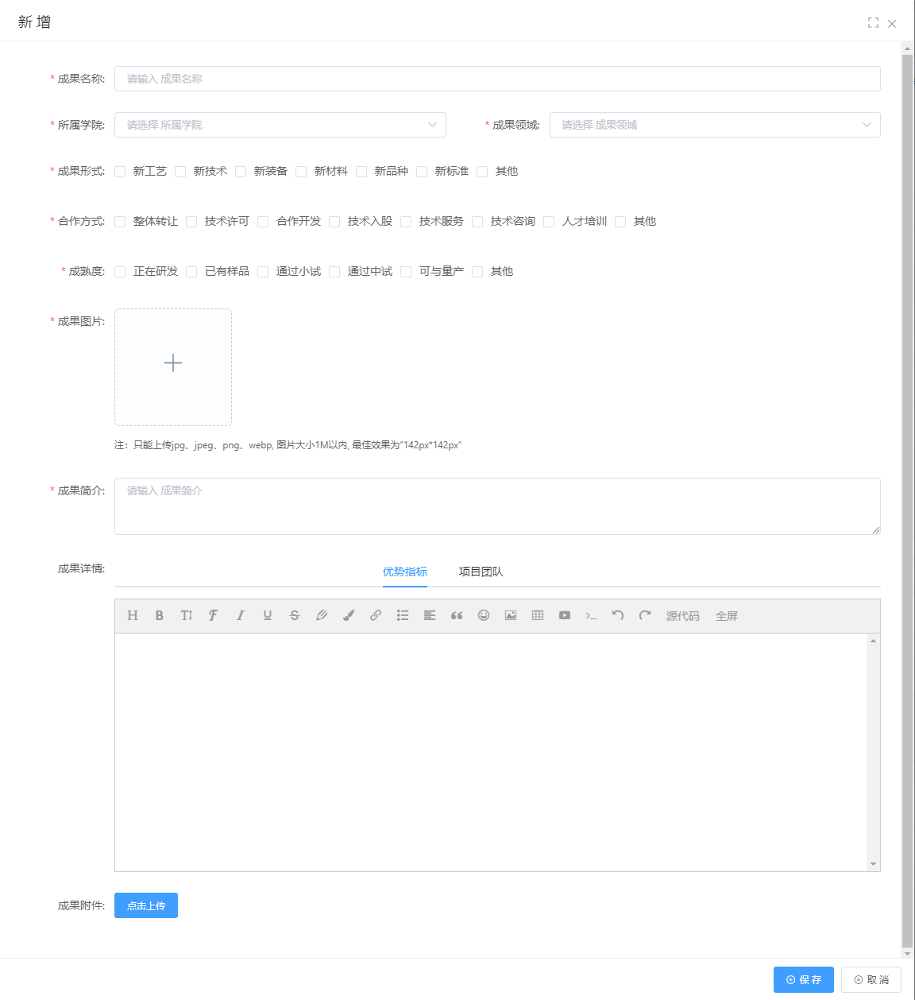 新 增
* 成果名称: 请输入 成果名称
* 所属学院: 请选择 所属学院 * 成果领域: 请选择 成果领域
* 成果形式: 新工艺 新技术 新装备 新材料 新品种 新标准 其他
* 合作方式: 整体转让 技术许可 合作开发 技术入股 技术服务 技术咨询 人才培训 其他
* 成熟度: 正在研发 已有样品 通过小试 通过中试 可与量产 其他
* 成果图片:
注：只能上传jpg、jpeg、png、webp, 图片大小1M以内, 最佳效果为“142px*142px”
* 成果简介: 请输入 成果简介
成果详情: 优势指标 项目团队
源代码 全屏
成果附件: 点击上传
保 存 取 消